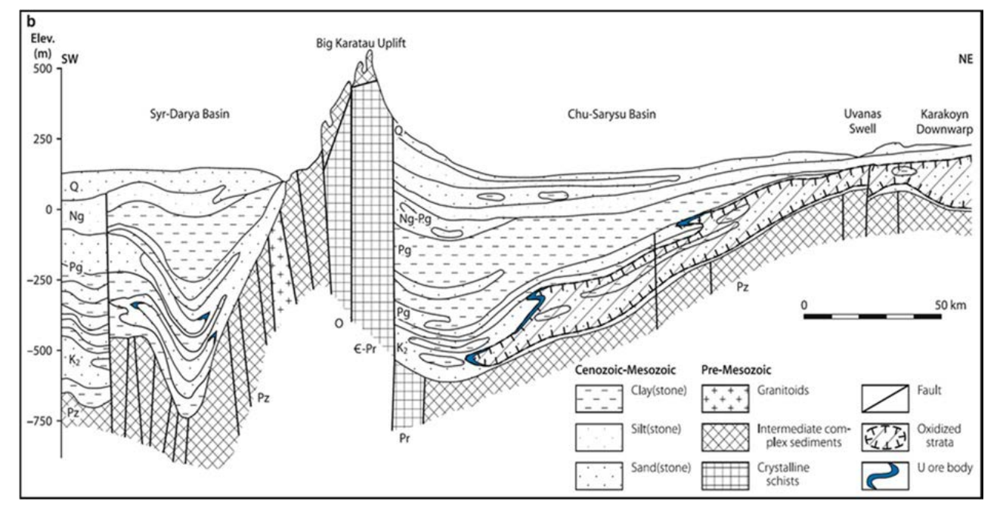 b
Elev.
(m)
SW
NE
Big Karatau Uplift
500
Syr-Darya Basin
Chu-Sarysu Basin
Uvanas
Swell
Karakoyn
Downwarp
250
Q
Q
0
Ng
Ng-Pg
Pg
Pg
−250
Pg
Pz
0
50 km
O
Є-Pr
K₂
−500
K₂
Pz
Pz
−750
Pr
Cenozoic-Mesozoic
Clay(stone)
Silt(stone)
Sand(stone)
Pre-Mesozoic
Granitoids
Intermediate com-
plex sediments
Crystalline
schists
Fault
Oxidized
strata
U ore body